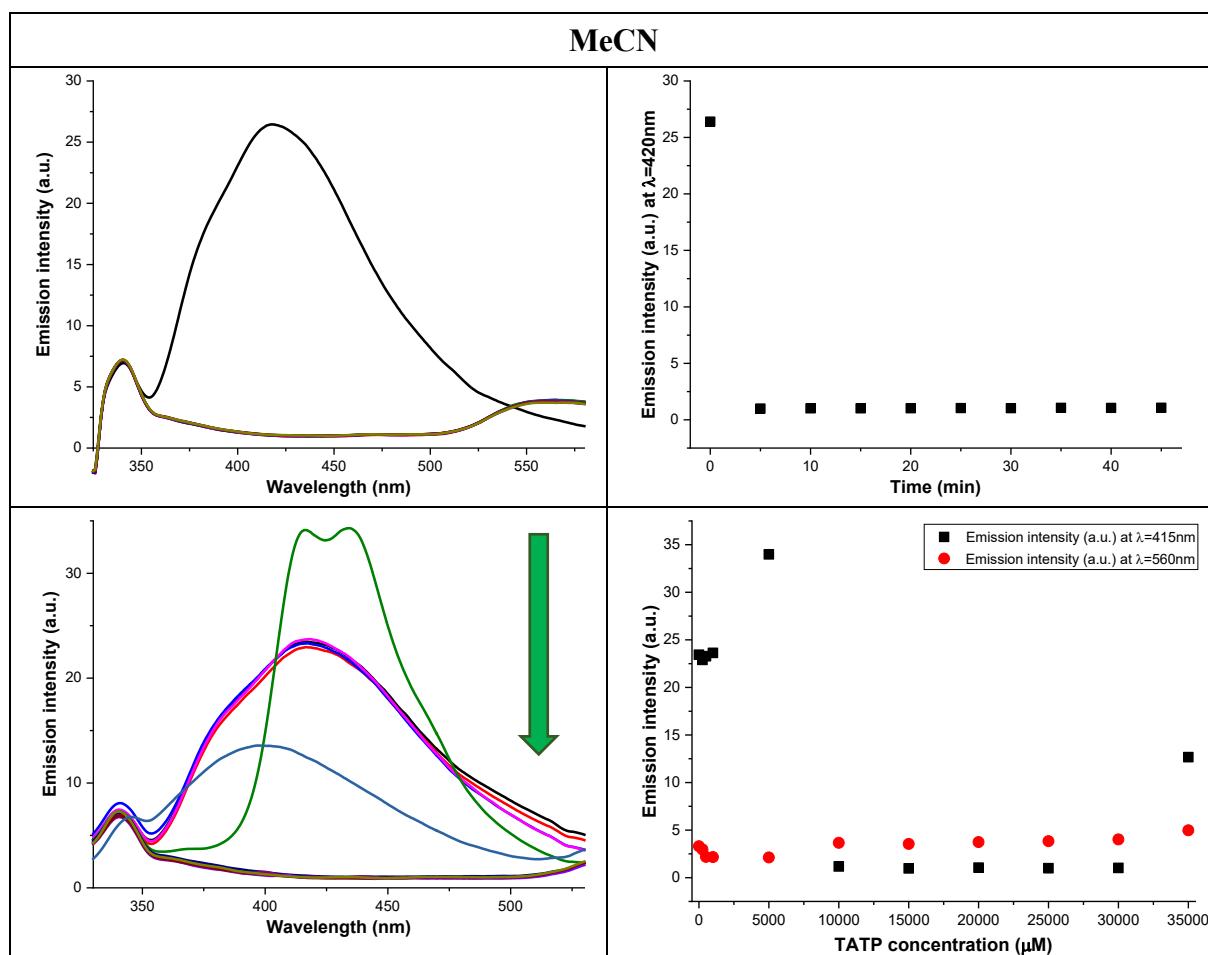 MeCN
30
25
20
15
10
5
0
Emission intensity (a.u.)
350 400 450 500 550
Wavelength (nm)
30
25
20
15
10
5
0
Emission intensity (a.u.) at λ=420nm
0 10 20 30 40
Time (min)
30
20
10
0
Emission intensity (a.u.)
350 400 450 500
Wavelength (nm)
Emission intensity (a.u.) at λ=415nm
Emission intensity (a.u.) at λ=560nm
35
30
25
20
15
10
5
0
Emission intensity (a.u.)
0 5000 10000 15000 20000 25000 30000 35000
TATP concentration (μM)